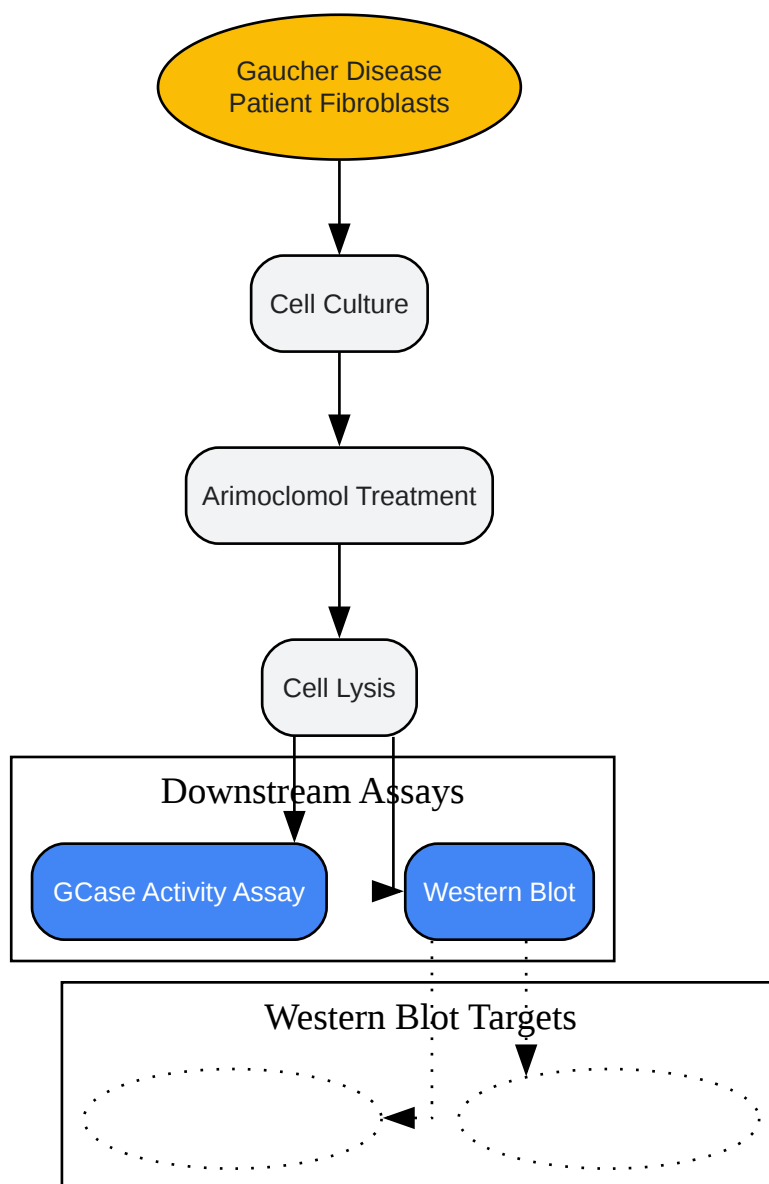 Gaucher Disease
Patient Fibroblasts
Cell Culture
Arimoclomol Treatment
Cell Lysis
Downstream Assays
GCase Activity Assay
Western Blot
Western Blot Targets